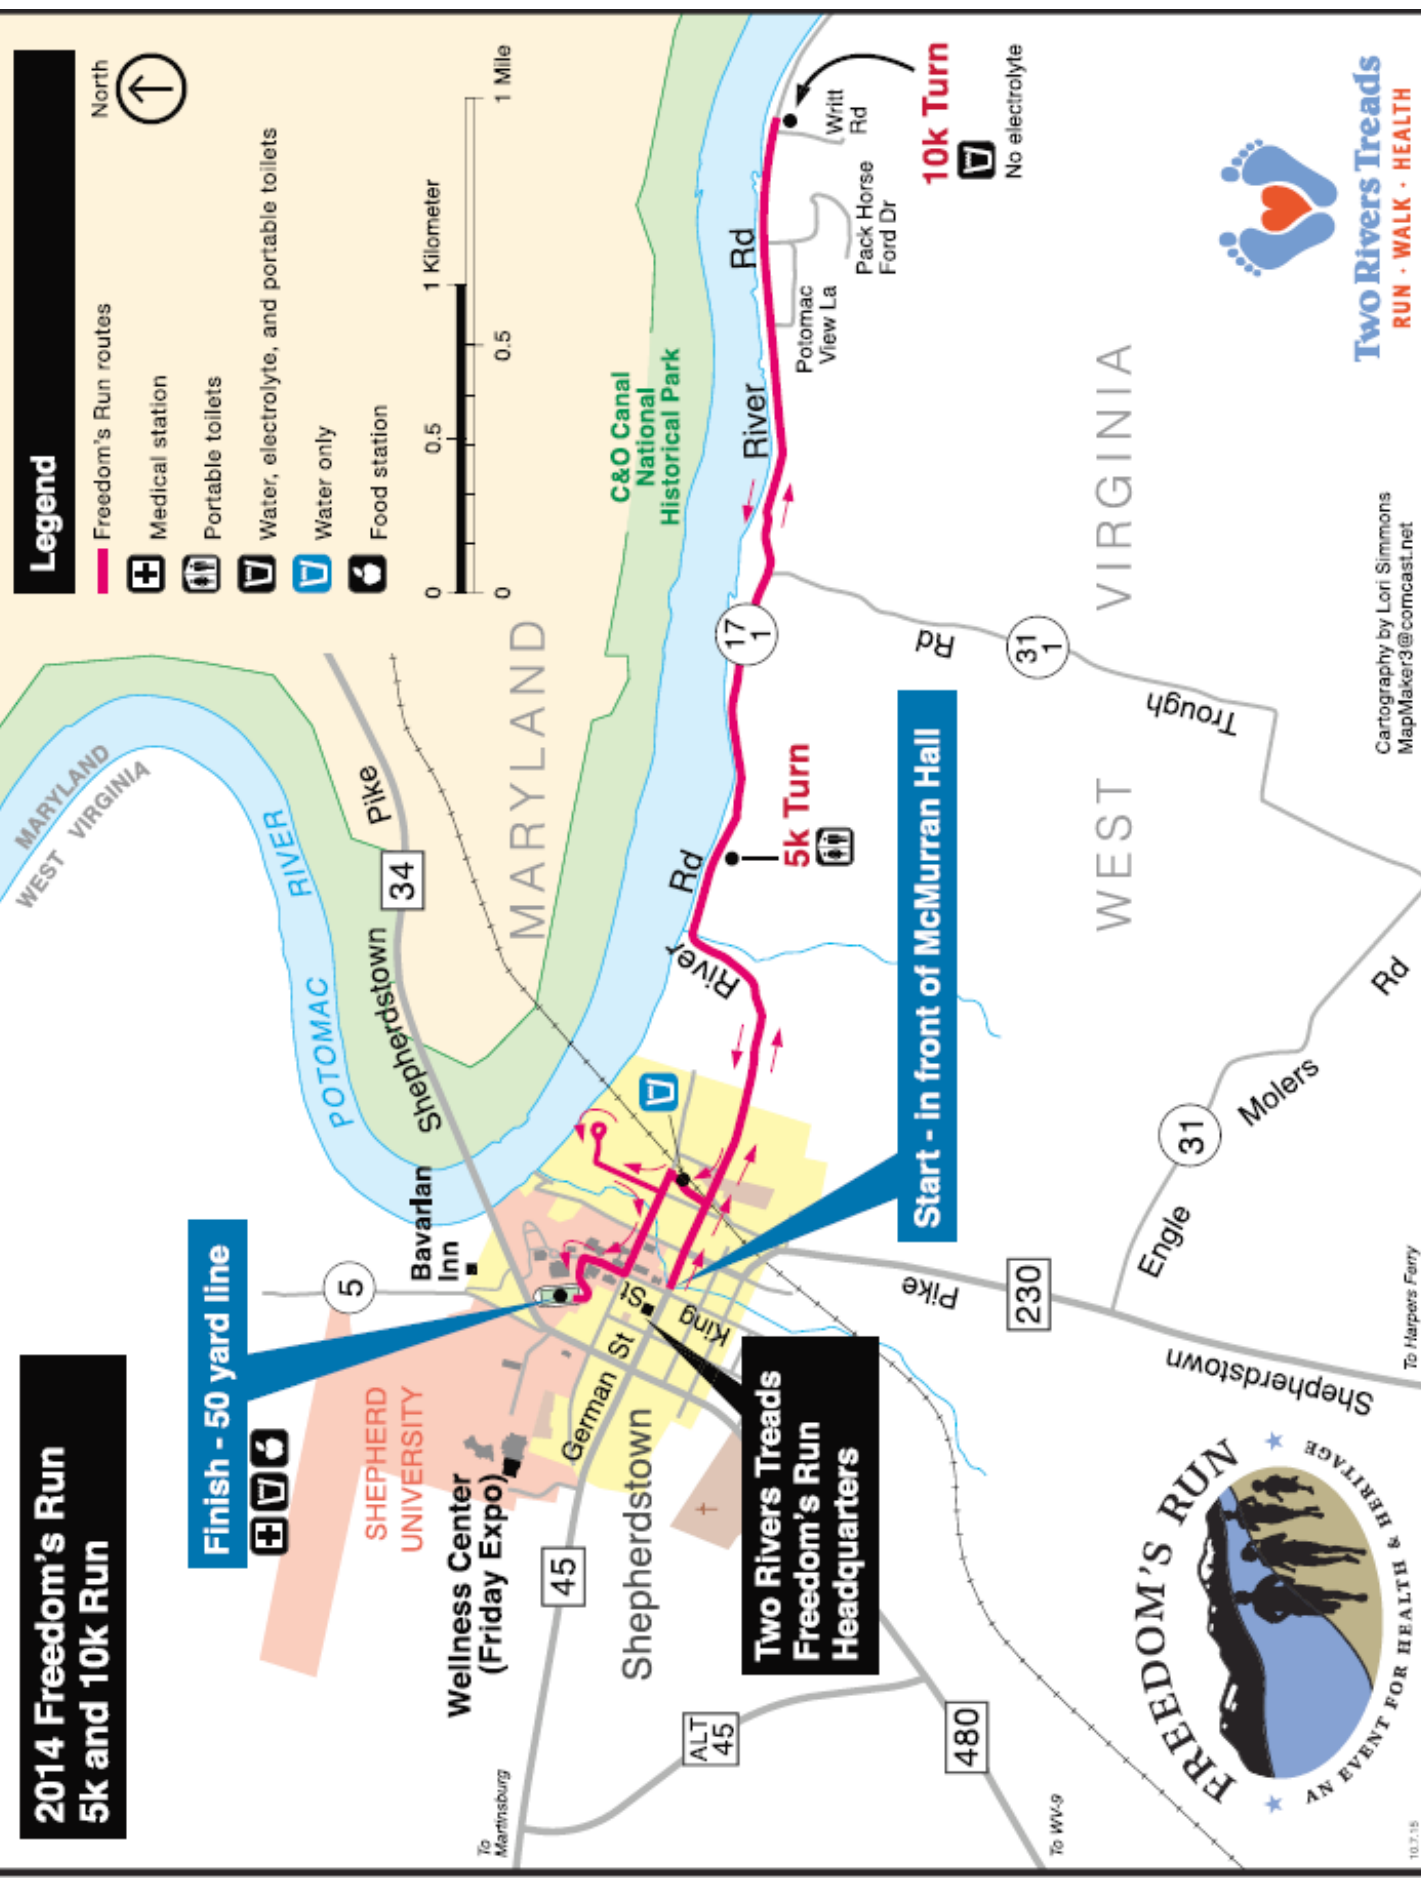 2014 Freedom's Run
5k and 10k Run
Legend
North
Freedom's Run routes
Medical station
Portable toilets
Water, electrolyte, and portable toilets
Water only
Food station
0 0.5 1 Kilometer
0 0.5 1 Mile
MARYLAND
WEST VIRGINIA
POTOMAC
RIVER
Finish - 50 yard line
5
Bavarian
Inn
Shepherdstown
34
Pike
MARYLAND
C&O Canal
National
Historical Park
SHEPHERD
UNIVERSITY
Wellness Center
(Friday Expo)
German
St
St
King
45
To
Martinsburg
Shepherdstown
ALT
45
480
To WV-9
Two Rivers Treads
Freedom's Run
Headquarters
Start - in front of McMurran Hall
River
Rd
5k Turn
17
1
River
Rd
Potomac
View La
Pack Horse
Ford Dr
Writt
Rd
10k Turn
No electrolyte
Trough
Rd
31
1
WEST VIRGINIA
Shepherdstown
Pike
230
Engle
31
Molers
Rd
To Harpers Ferry
FREEDOM'S RUN
AN EVENT FOR HEALTH & HERITAGE
Two Rivers Treads
RUN · WALK · HEALTH
Cartography by Lori Simmons
MapMaker3@comcast.net
10.7.15